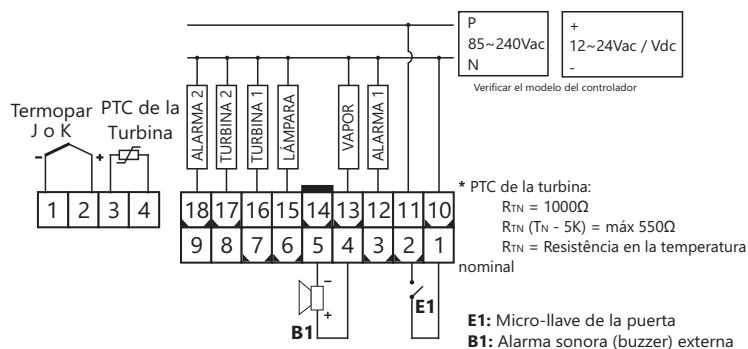 P
85~240Vac
N
+
12~24Vac / Vdc
-
Verificar el modelo del controlador
Termopar
J o K
PTC de la
Turbina
- +
1 2 3 4
ALARMA 2
TURBINA 2
TURBINA 1
LÁMPARA
VAPOR
ALARMA 1
18 17 16 15 14 13 12 11 10
9 8 7 6 5 4 3 2 1
-
+
B1
E1
* PTC de la turbina:
RTN = 1000Ω
RTN (TN - 5K) = máx 550Ω
RTN = Resistência en la temperatura
nominal
E1: Micro-llave de la puerta
B1: Alarma sonora (buzzer) externa